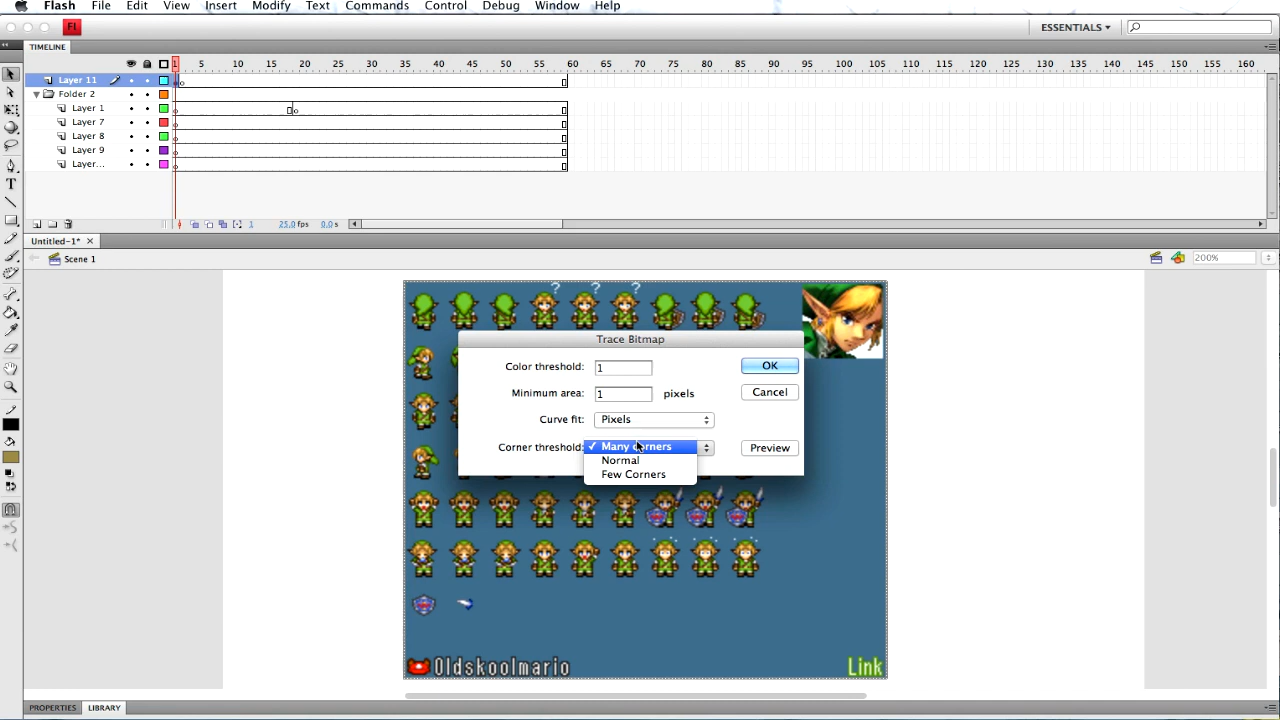 Flash File Edit View Insert Modify Text Commands Control Debug Window Help
Fl ESSENTIALS
TIMELINE
1 5 10 15 20 25 30 35 40 45 50 55 60 65 70 75 80 85 90 95 100 105 110 115 120 125 130 135 140 145 150 155 160
Layer 11
Folder 2
Layer 1
Layer 7
Layer 8
Layer 9
Layer...
1 25.0 fps 0.0 s
Untitled-1*
Scene 1 200%
? ? ?
Trace Bitmap
Color threshold: 1 OK
Minimum area: 1 pixels Cancel
Curve fit: Pixels
Corner threshold: Many corners Preview
Normal
Few Corners
Oldskoolmario Link
PROPERTIES LIBRARY